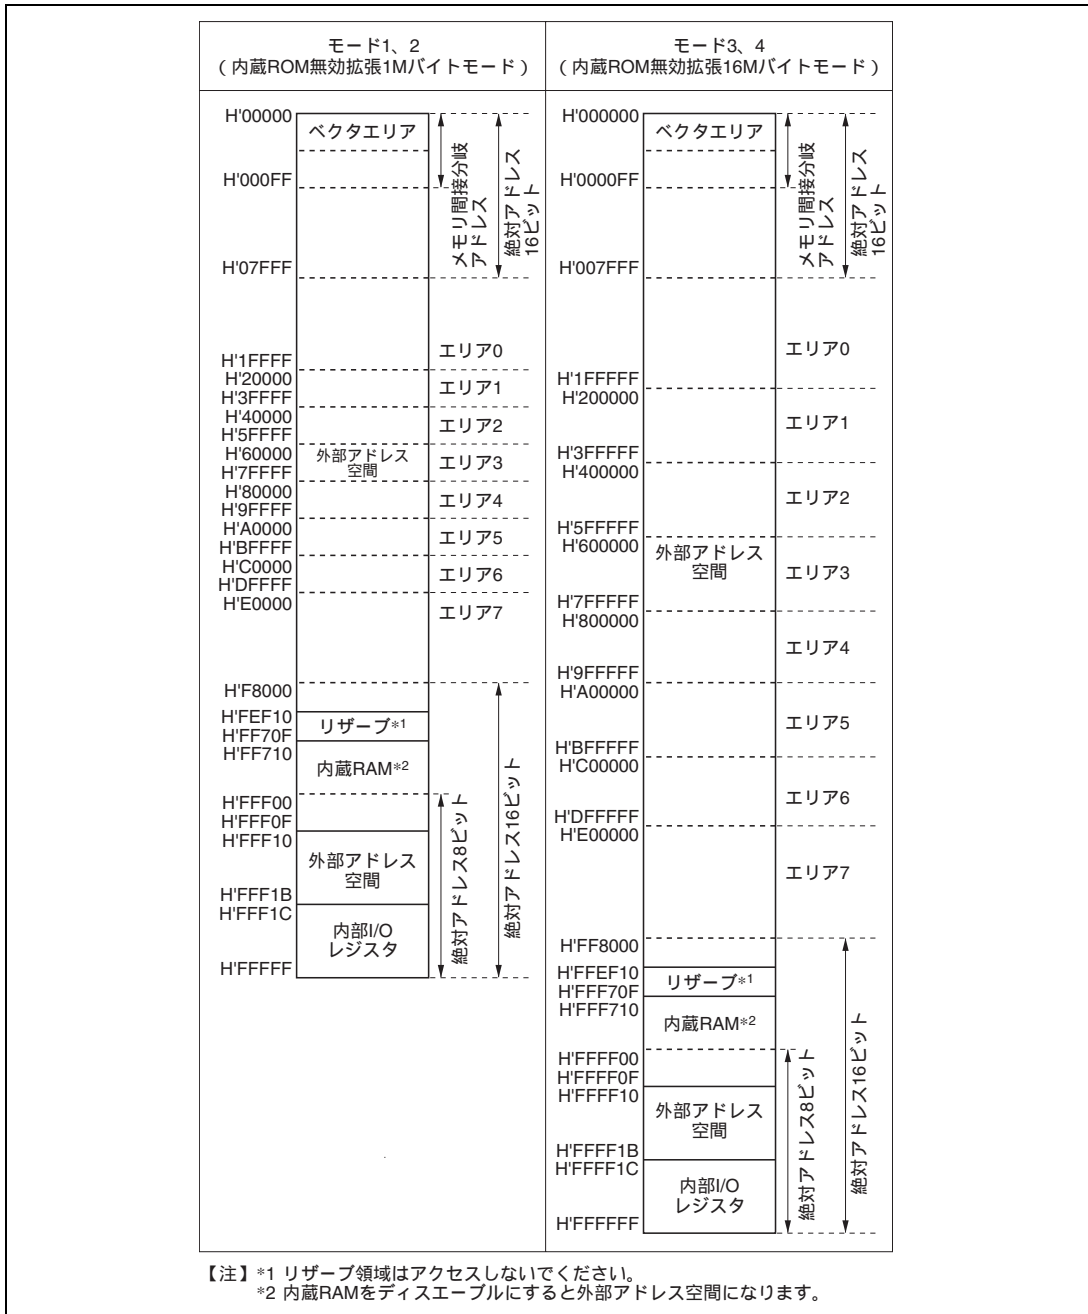 モード1、2
（内蔵ROM無効拡張1Mバイトモード）
H'00000
ベクタエリア
H'000FF
H'07FFF
メモリ間接分岐
アドレス
絶対アドレス
16ビット
H'1FFFF
H'20000
H'3FFFF
H'40000
H'5FFFF
H'60000
H'7FFFF
H'80000
H'9FFFF
H'A0000
H'BFFFF
H'C0000
H'DFFFF
H'E0000
外部アドレス
空間
エリア0
エリア1
エリア2
エリア3
エリア4
エリア5
エリア6
エリア7
H'F8000
H'FEF10
リザーブ*1
H'FF70F
H'FF710
内蔵RAM*2
H'FFF00
H'FFF0F
H'FFF10
外部アドレス
空間
H'FFF1B
H'FFF1C
内部I/O
レジスタ
H'FFFFF
絶対アドレス8ビット
絶対アドレス16ビット
モード3、4
（内蔵ROM無効拡張16Mバイトモード）
H'000000
ベクタエリア
H'0000FF
H'007FFF
メモリ間接分岐
アドレス
絶対アドレス
16ビット
エリア0
H'1FFFFF
H'200000
エリア1
H'3FFFFF
H'400000
エリア2
H'5FFFFF
H'600000
外部アドレス
空間
エリア3
H'7FFFFF
H'800000
エリア4
H'9FFFFF
H'A00000
エリア5
H'BFFFFF
H'C00000
エリア6
H'DFFFFF
H'E00000
エリア7
H'FF8000
H'FFEF10
リザーブ*1
H'FFF70F
H'FFF710
内蔵RAM*2
H'FFFF00
H'FFFF0F
H'FFFF10
外部アドレス
空間
H'FFFF1B
H'FFFF1C
内部I/O
レジスタ
H'FFFFFF
絶対アドレス8ビット
絶対アドレス16ビット
【注】*1 リザーブ領域はアクセスしないでください。
*2 内蔵RAMをディスエーブルにすると外部アドレス空間になります。